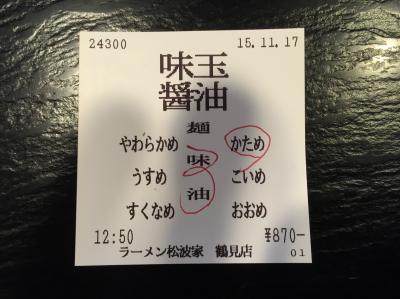 24300 15.11.17
味玉
醤油
麺
やわらかめ かため
味
うすめ こいめ
油
すくなめ おおめ
12:50 ¥870-
ラーメン松波家 鶴見店
01